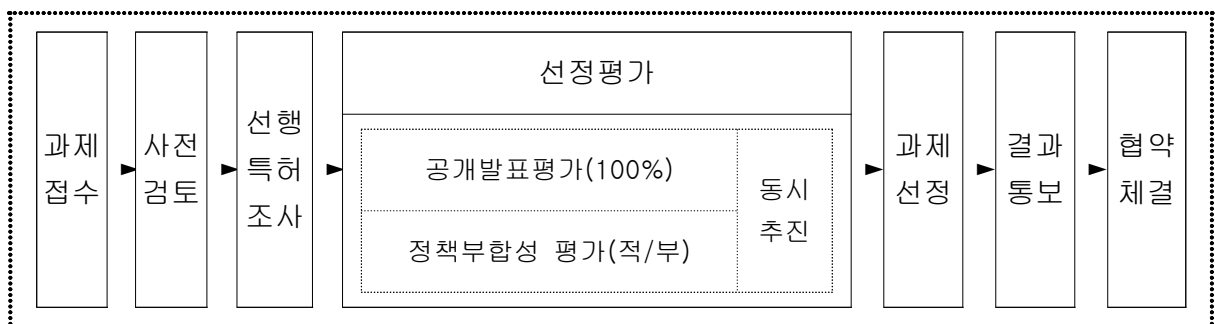 과제
접수
사전
검토
선행
특허
조사
선정평가
공개발표평가(100%)
정책부합성 평가(적/부)
동시
추진
과제
선정
결과
통보
협약
체결